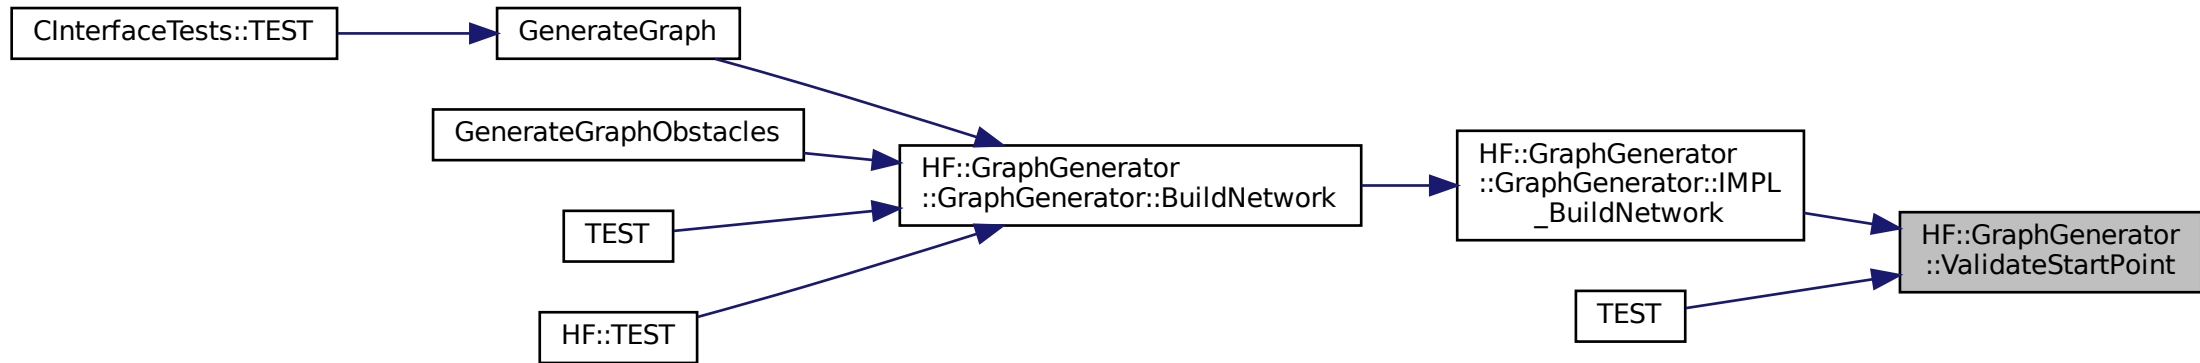 CInterfaceTests::TEST
GenerateGraph
GenerateGraphObstacles
TEST
HF::TEST
HF::GraphGenerator
::GraphGenerator::BuildNetwork
HF::GraphGenerator
::GraphGenerator::IMPL
_BuildNetwork
TEST
HF::GraphGenerator
::ValidateStartPoint